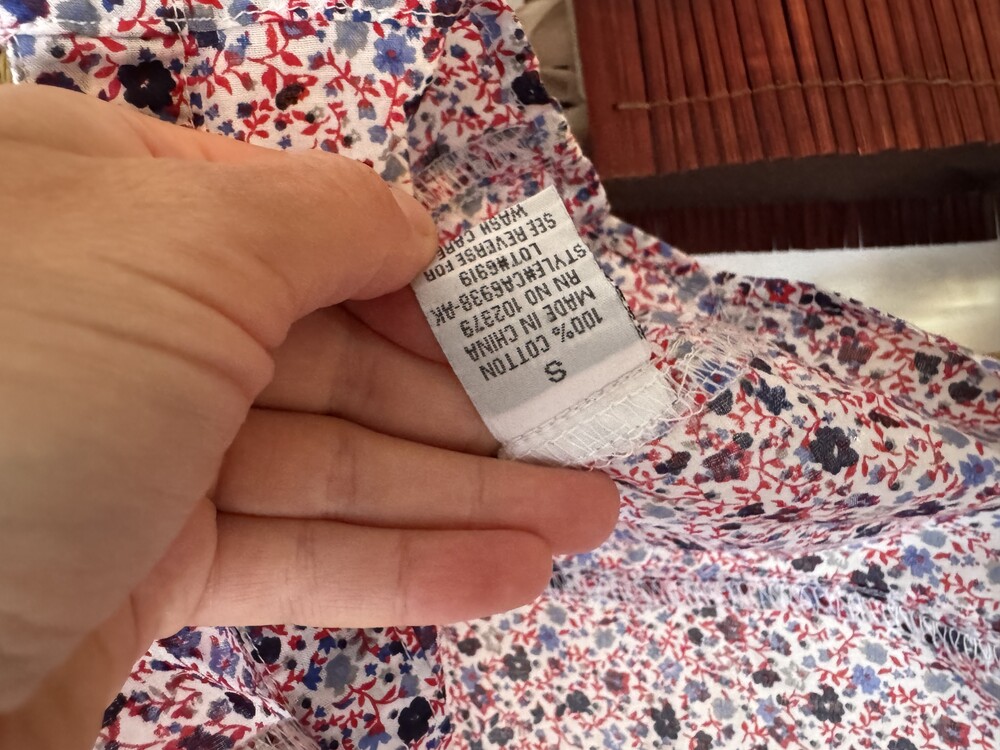 S
100% COTTON
MADE IN CHINA
RN NO 102379
STYLE#CA6938-AK
LOT#6919
SEE REVERSE FOR
WASH CARE